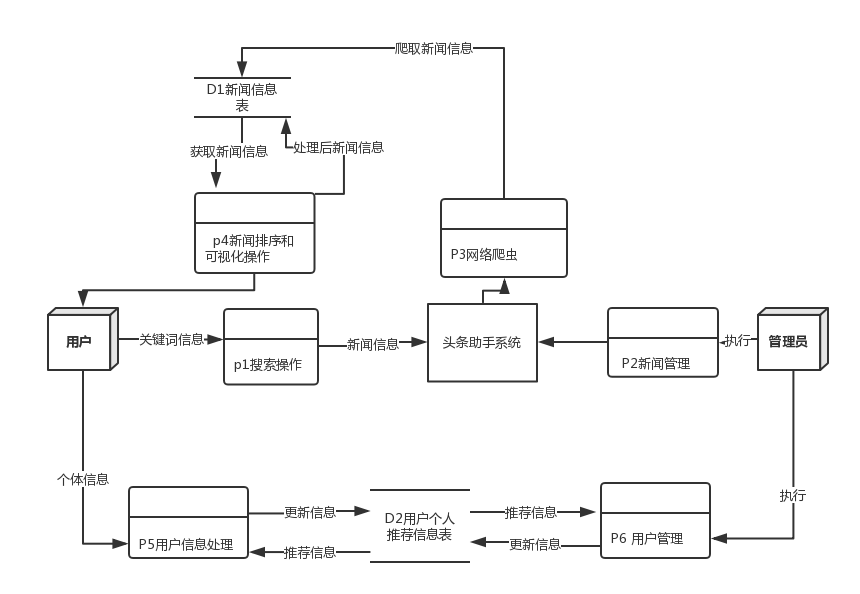 爬取新闻信息
D1新闻信息
表
获取新闻信息
处理后新闻信息
p4新闻排序和
可视化操作
P3网络爬虫
用户
关键词信息
p1搜索操作
新闻信息
头条助手系统
P2新闻管理
执行
管理员
个体信息
执行
更新信息
D2用户个人
推荐信息表
推荐信息
P5用户信息处理
推荐信息
更新信息
P6 用户管理